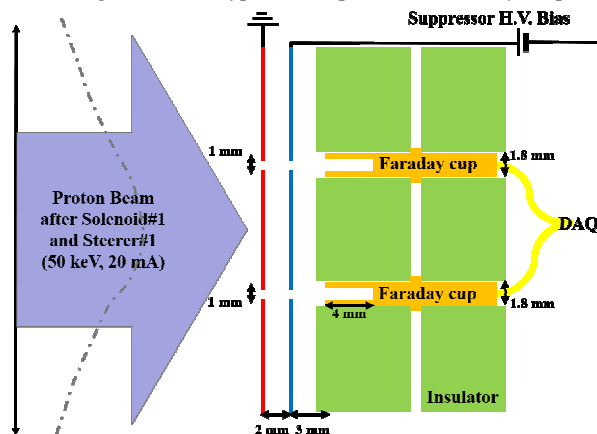 Suppressor H.V. Bias
1 mm
Faraday cup
1.8 mm
Proton Beam
after Solenoid#1
and Steerer#1
(50 keV, 20 mA)
DAQ
1 mm
Faraday cup
1.8 mm
4 mm
Insulator
2 mm
3 mm